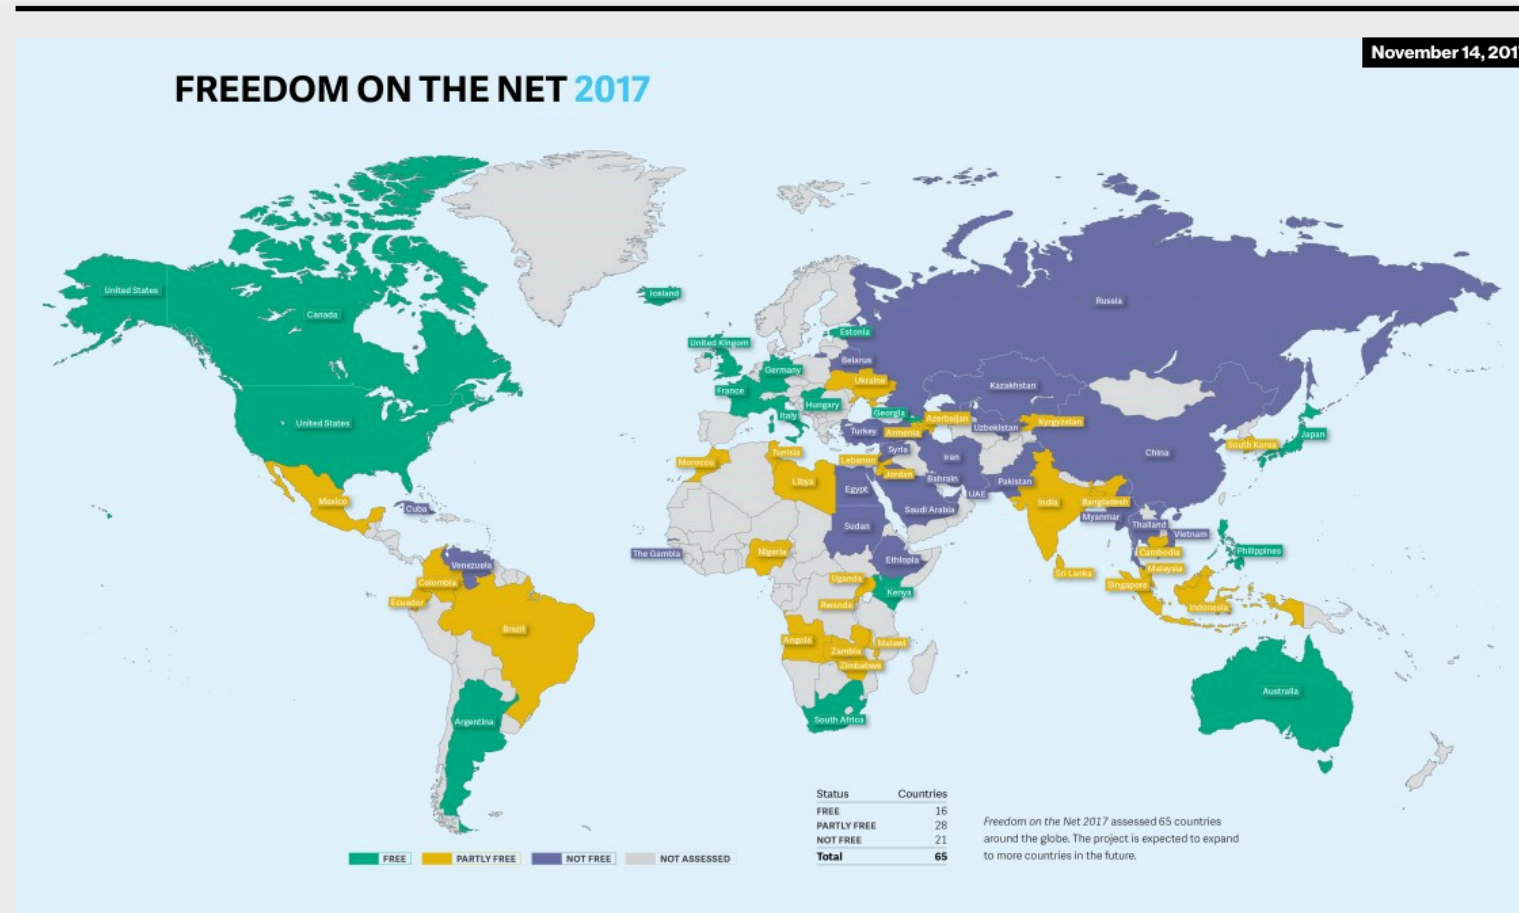 November 14, 201
FREEDOM ON THE NET 2017
United States
Canada
Iceland
Russia
Estonia
United Kingom
Belarus
Germany
Ukraine
Kazakhstan
France
Hungary
Georgia
Italy
Azerbaijan
Kyrgyzstan
United States
Turkey
Armenia
Uzbekistan
Japan
South Korea
Tunisia
Syria
China
Morocco
Lebanon
Iran
Jordan
Libya
Bahrain
Pakistan
Egypt
UAE
Mexico
India
Bangladesh
Cuba
Saudi Arabia
Myanmar
Sudan
Thailand
Vietnam
The Gambia
Nigeria
Philippines
Cambodia
Venezuela
Ethiopia
Malaysia
Sri Lanka
Colombia
Uganda
Singapore
Kenya
Ecuador
Rwanda
Indonesia
Brazil
Angola
Malawi
Zambia
Zimbabwe
Australia
Argentina
South Africa
Status Countries
FREE 16
PARTLY FREE 28
NOT FREE 21
Total 65
Freedom on the Net 2017 assessed 65 countries
around the globe. The project is expected to expand
to more countries in the future.
FREE PARTLY FREE NOT FREE NOT ASSESSED